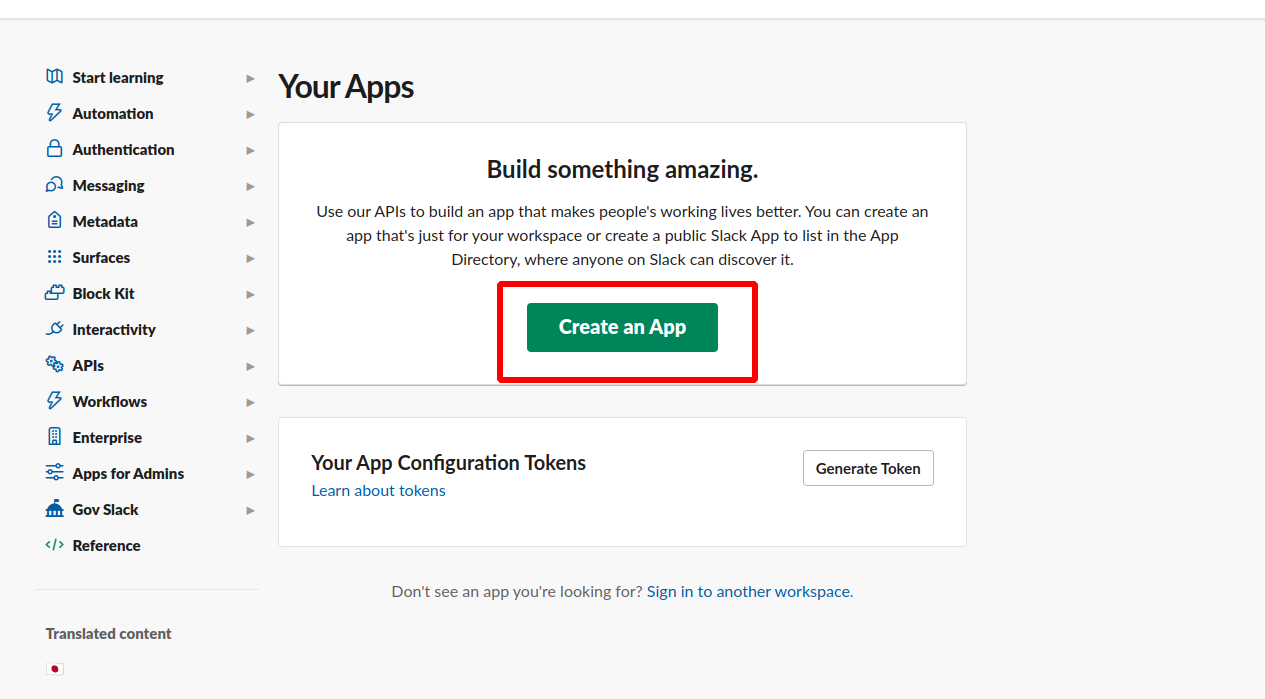 Start learning
Automation
Authentication
Messaging
Metadata
Surfaces
Block Kit
Interactivity
APIs
Workflows
Enterprise
Apps for Admins
Gov Slack
Reference
Translated content
Your Apps
Build something amazing.
Use our APIs to build an app that makes people's working lives better. You can create an
app that's just for your workspace or create a public Slack App to list in the App
Directory, where anyone on Slack can discover it.
Create an App
Your App Configuration Tokens
Learn about tokens
Generate Token
Don't see an app you're looking for? Sign in to another workspace.